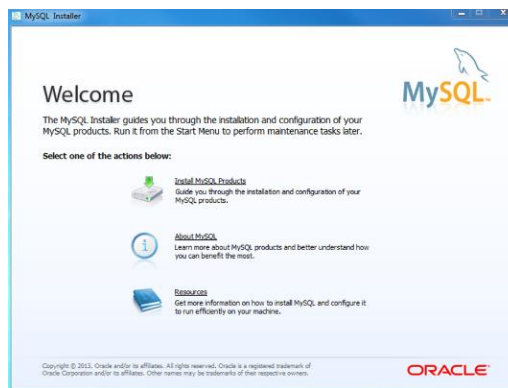 MySQL Installer
MySQL
Welcome
The MySQL Installer guides you through the installation and configuration of your
MySQL products. Run it from the Start Menu to perform maintenance tasks later.
Select one of the actions below:
Install MySQL Products
Guide you through the installation and configuration of your
MySQL products.
About MySQL
Learn more about MySQL products and better understand how
you can benefit the most.
Resources
Get more information on how to install MySQL and configure it
to run efficiently on your machine.
Copyright © 2013, Oracle and/or its affiliates. All rights reserved. Oracle is a registered trademark of
Oracle Corporation and/or its affiliates. Other names may be trademarks of their respective owners.
ORACLE